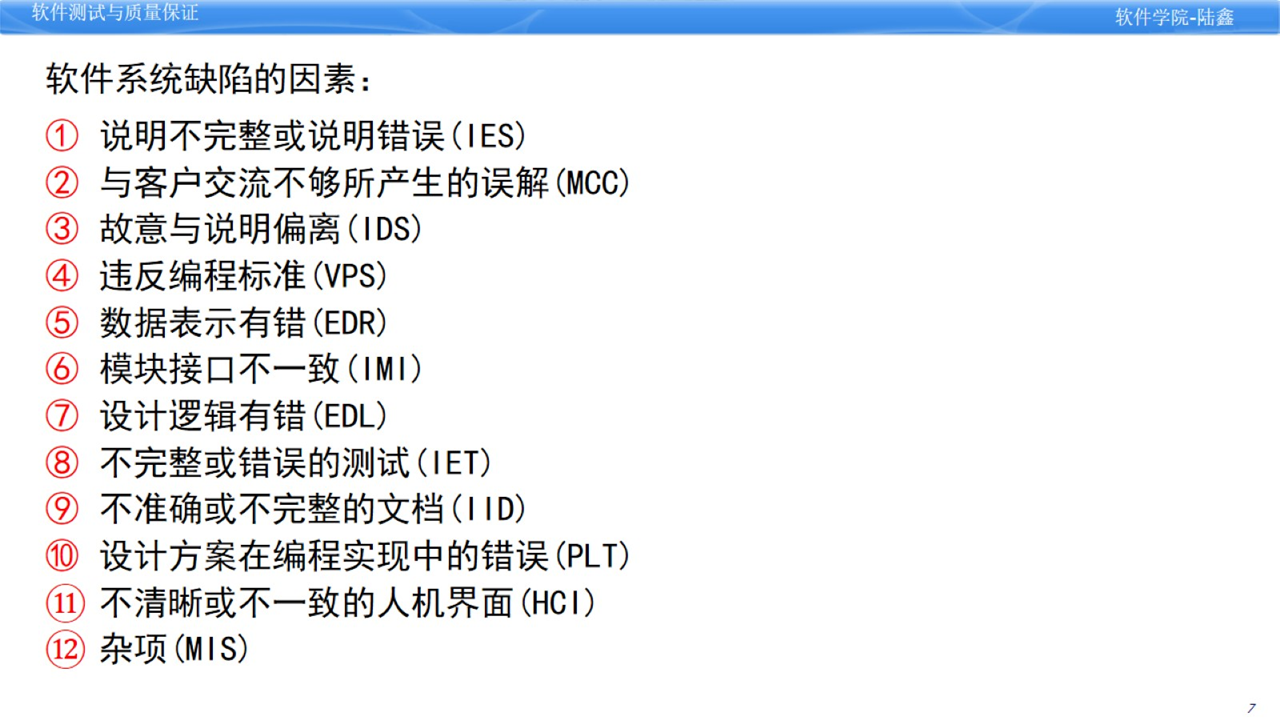 软件测试与质量保证
软件学院-陆鑫
软件系统缺陷的因素:
① 说明不完整或说明错误(IES)
② 与客户交流不够所产生的误解(MCC)
③ 故意与说明偏离(IDS)
④ 违反编程标准(VPS)
⑤ 数据表示有错(EDR)
⑥ 模块接口不一致(IMI)
⑦ 设计逻辑有错(EDL)
⑧ 不完整或错误的测试(IET)
⑨ 不准确或不完整的文档(IID)
⑩ 设计方案在编程实现中的错误(PLT)
⑪ 不清晰或不一致的人机界面(HCI)
⑫ 杂项(MIS)
7